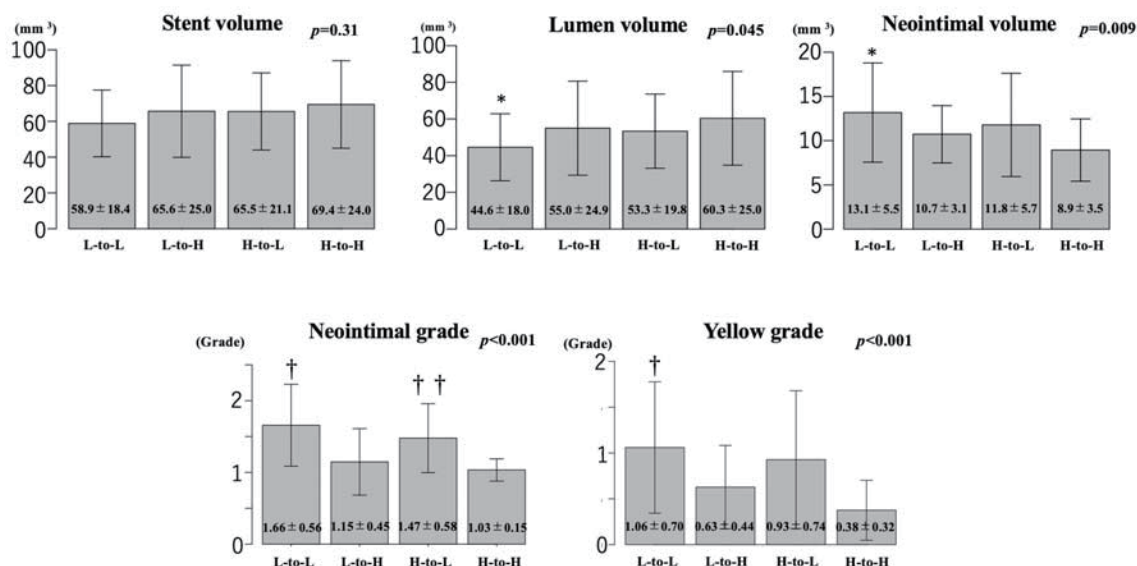 Stent volume
(mm ³)
p=0.31
100
80
60
40
20
0
58.9 ± 18.4 65.6 ± 25.0 65.5 ± 21.1 69.4 ± 24.0
L-to-L L-to-H H-to-L H-to-H
Lumen volume
(mm ³)
p=0.045
100
80
60
40
20
0
*
44.6 ± 18.0 55.0 ± 24.9 53.3 ± 19.8 60.3 ± 25.0
L-to-L L-to-H H-to-L H-to-H
Neointimal volume
(mm ³)
p=0.009
20
15
10
5
0
*
13.1 ± 5.5 10.7 ± 3.1 11.8 ± 5.7 8.9 ± 3.5
L-to-L L-to-H H-to-L H-to-H
Neointimal grade
(Grade)
p<0.001
2
1
0
† † †
1.66 ± 0.56 1.15 ± 0.45 1.47 ± 0.58 1.03 ± 0.15
L-to-L L-to-H H-to-L H-to-H
Yellow grade
(Grade)
p<0.001
2
1
0
†
1.06 ± 0.70 0.63 ± 0.44 0.93 ± 0.74 0.38 ± 0.32
L-to-L L-to-H H-to-L H-to-H